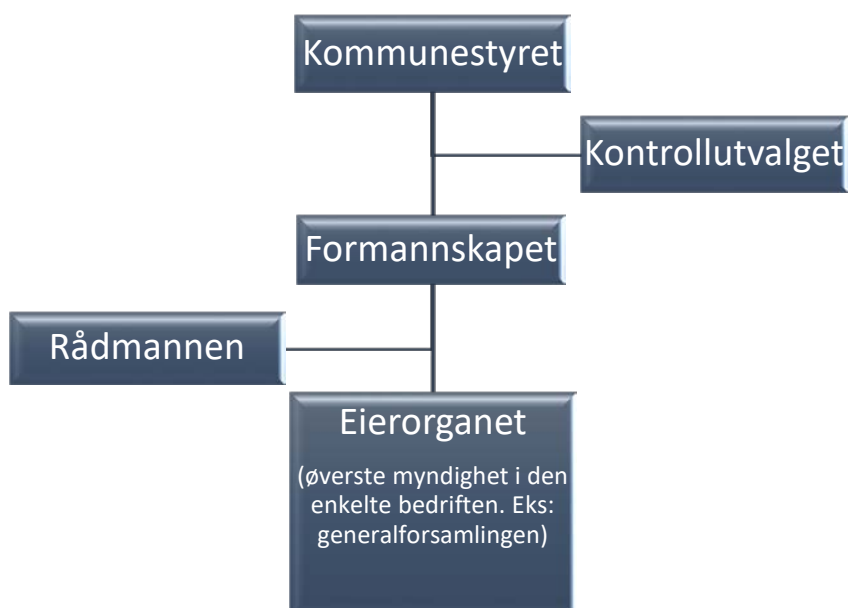 Kommunestyret
Kontrollutvalget
Formannskapet
Rådmannen
Eierorganet
(øverste myndighet i den
enkelte bedriften. Eks:
generalforsamlingen)